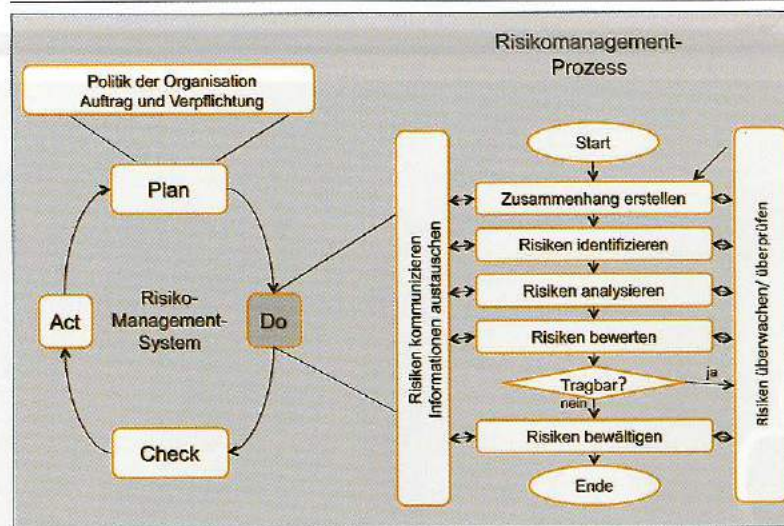 Risikomanagement-
Prozess
Politik der Organisation
Auftrag und Verpflichtung
Plan
Act
Risiko-
Management-
System
Do
Check
Risiken kommunizieren
Informationen austauschen
Start
Zusammenhang erstellen
Risiken identifizieren
Risiken analysieren
Risiken bewerten
Tragbar?
ja
nein
Risiken bewältigen
Ende
Risiken überwachen/ überprüfen